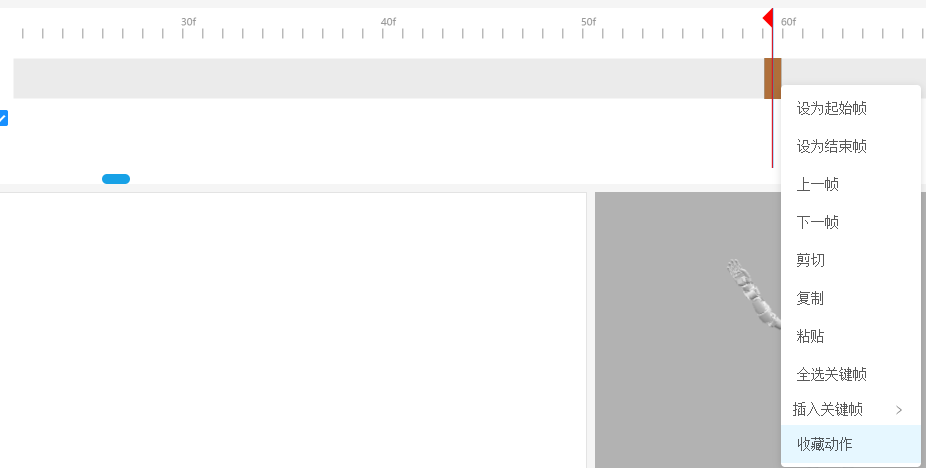 30f 40f 50f 60f
设为起始帧
设为结束帧
上一帧
下一帧
剪切
复制
粘贴
全选关键帧
插入关键帧
收藏动作